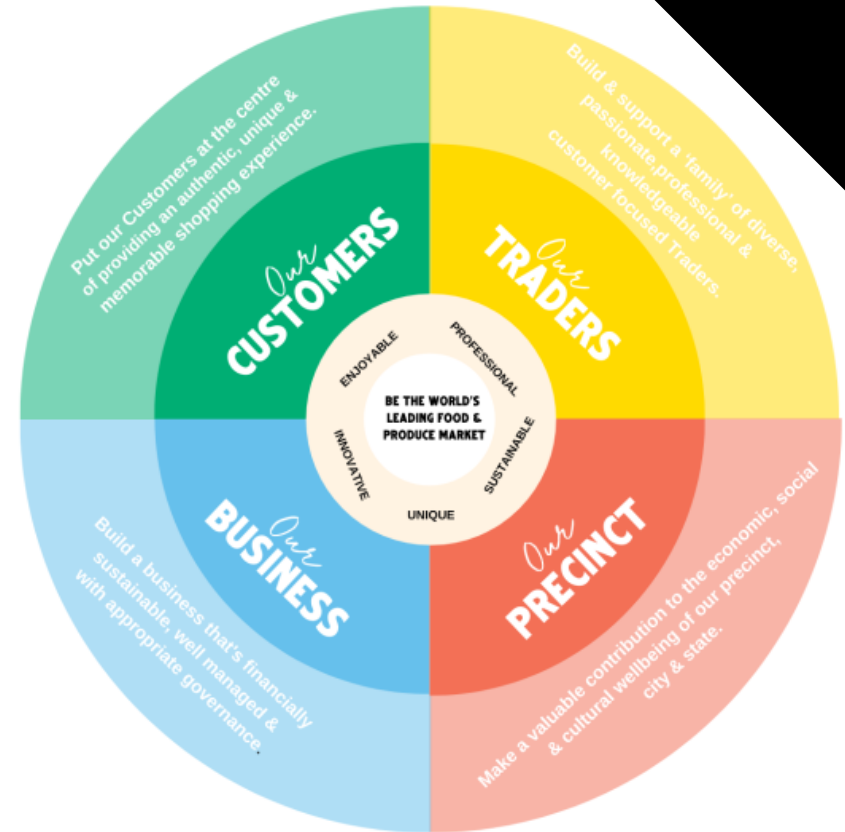 Put our Customers at the centre
of providing an authentic, unique &
memorable shopping experience.
Our
CUSTOMERS
Build & support a 'family' of diverse,
passionate,professional &
knowledgeable
customer focused Traders.
Our
TRADERS
ENJOYABLE
PROFESSIONAL
BE THE WORLD'S
LEADING FOOD &
PRODUCE MARKET
INNOVATIVE
SUSTAINABLE
UNIQUE
Our
BUSINESS
Build a business that's financially
sustainable, well managed &
with appropriate governance.
Our
PRECINCT
Make a valuable contribution to the economic, social
& cultural wellbeing of our precinct,
city & state.